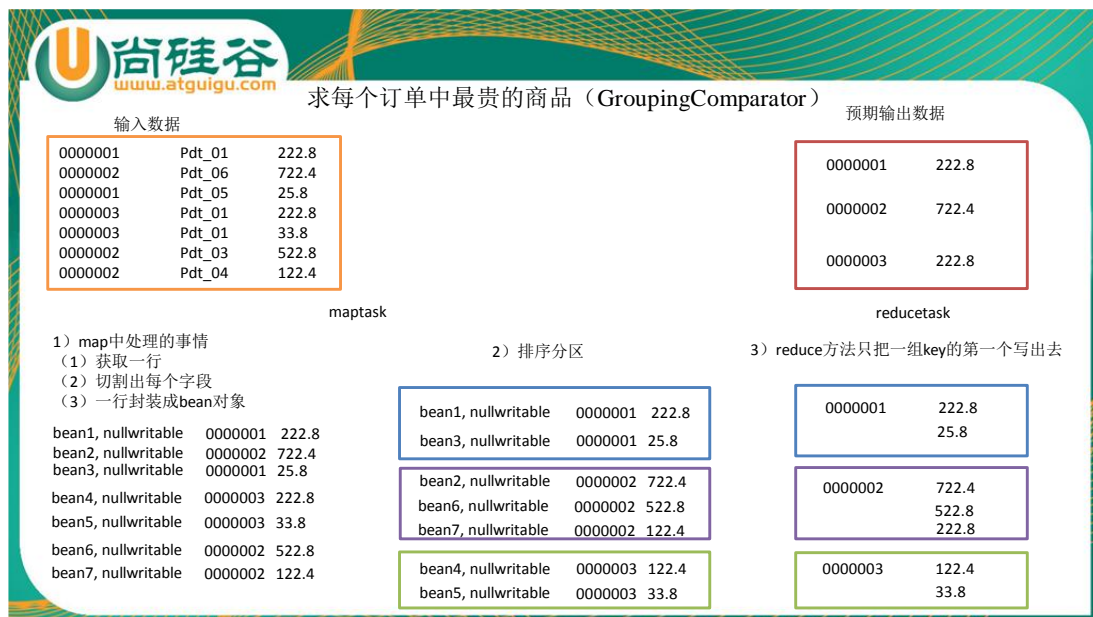 尚硅谷
www.atguigu.com
求每个订单中最贵的商品（GroupingComparator）
输入数据
0000001 Pdt_01 222.8
0000002 Pdt_06 722.4
0000001 Pdt_05 25.8
0000003 Pdt_01 222.8
0000003 Pdt_01 33.8
0000002 Pdt_03 522.8
0000002 Pdt_04 122.4
预期输出数据
0000001 222.8
0000002 722.4
0000003 222.8
maptask
reducetask
1）map中处理的事情
（1）获取一行
（2）切割出每个字段
（3）一行封装成bean对象
bean1, nullwritable 0000001 222.8
bean2, nullwritable 0000002 722.4
bean3, nullwritable 0000001 25.8
bean4, nullwritable 0000003 222.8
bean5, nullwritable 0000003 33.8
bean6, nullwritable 0000002 522.8
bean7, nullwritable 0000002 122.4
2）排序分区
bean1, nullwritable 0000001 222.8
bean3, nullwritable 0000001 25.8
bean2, nullwritable 0000002 722.4
bean6, nullwritable 0000002 522.8
bean7, nullwritable 0000002 122.4
bean4, nullwritable 0000003 122.4
bean5, nullwritable 0000003 33.8
3）reduce方法只把一组key的第一个写出去
0000001 222.8
25.8
0000002 722.4
522.8
222.8
0000003 122.4
33.8